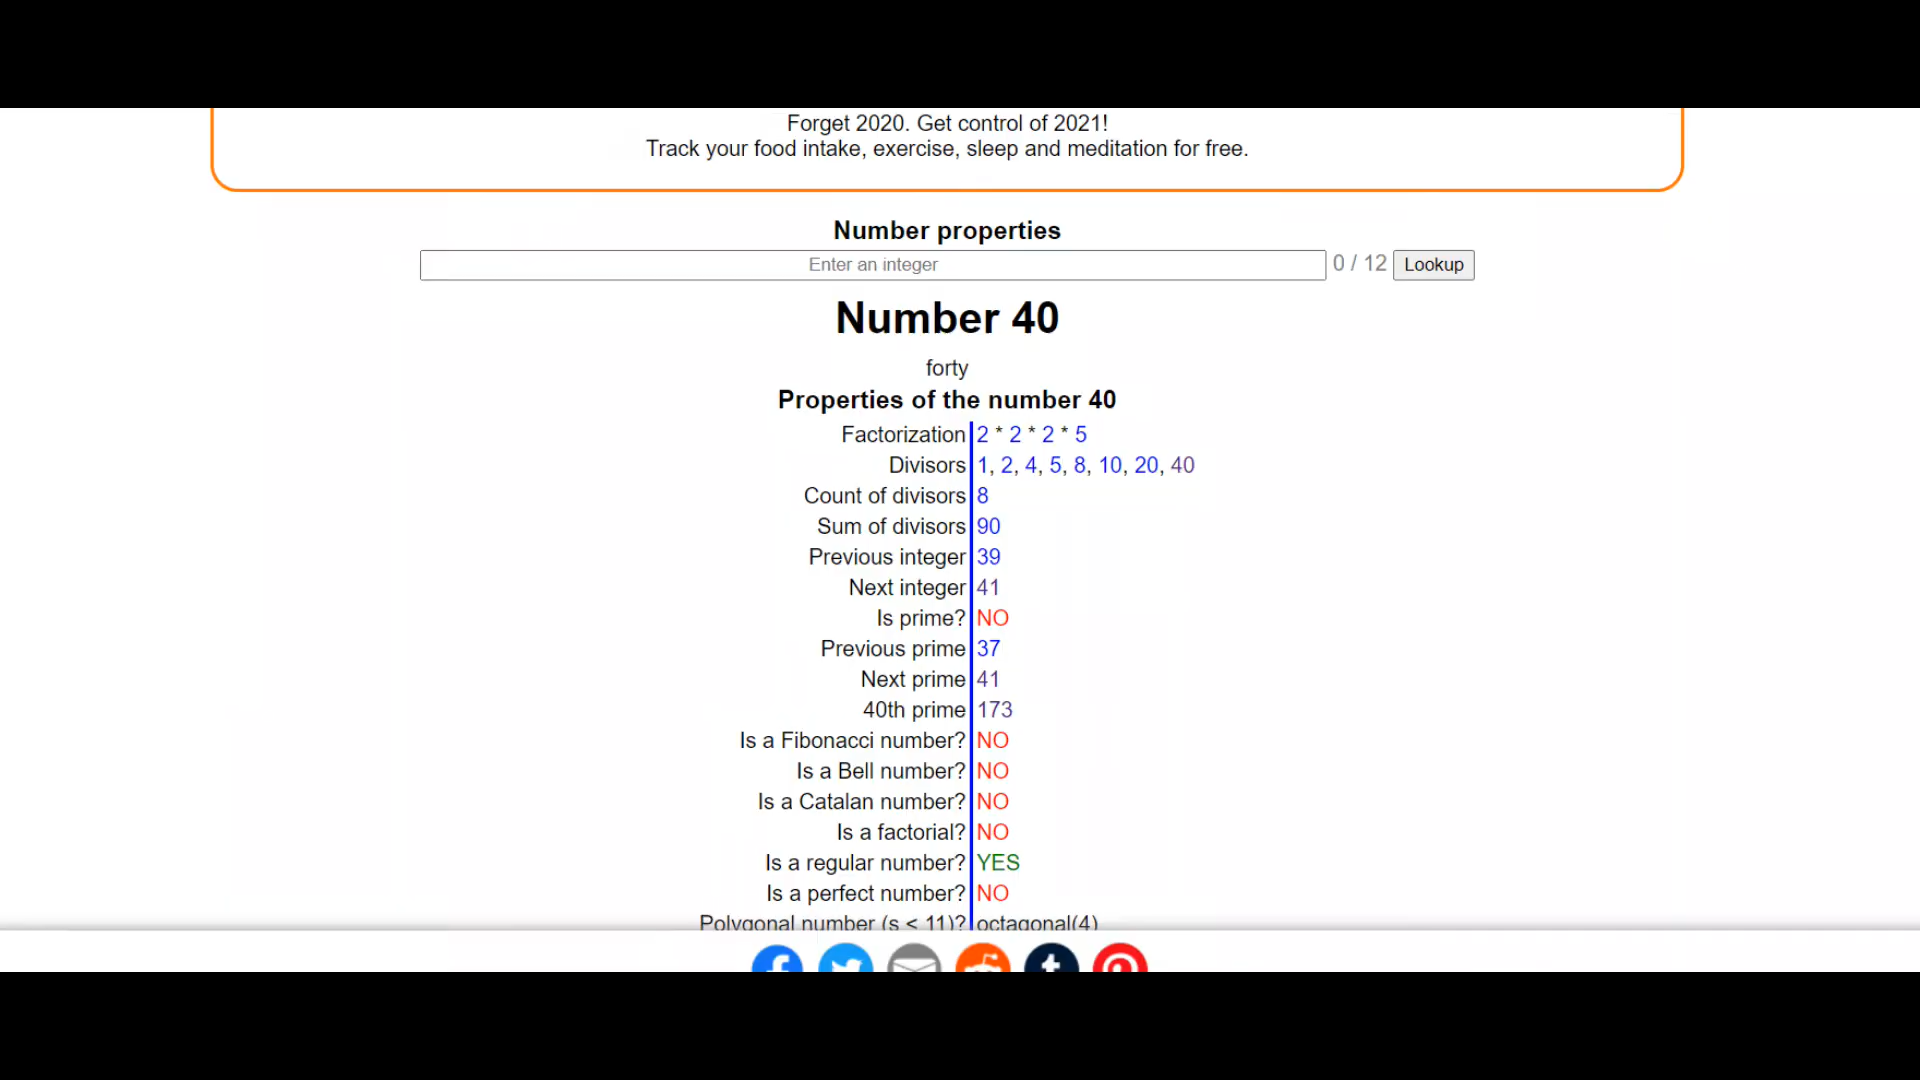 Forget 2020. Get control of 2021!
Track your food intake, exercise, sleep and meditation for free.
Number properties
Enter an integer 0 / 12 Lookup
Number 40
forty
Properties of the number 40
Factorization 2 * 2 * 2 * 5
Divisors 1, 2, 4, 5, 8, 10, 20, 40
Count of divisors 8
Sum of divisors 90
Previous integer 39
Next integer 41
Is prime? NO
Previous prime 37
Next prime 41
40th prime 173
Is a Fibonacci number? NO
Is a Bell number? NO
Is a Catalan number? NO
Is a factorial? NO
Is a regular number? YES
Is a perfect number? NO
Polygonal number (s < 11)? octagonal(4)